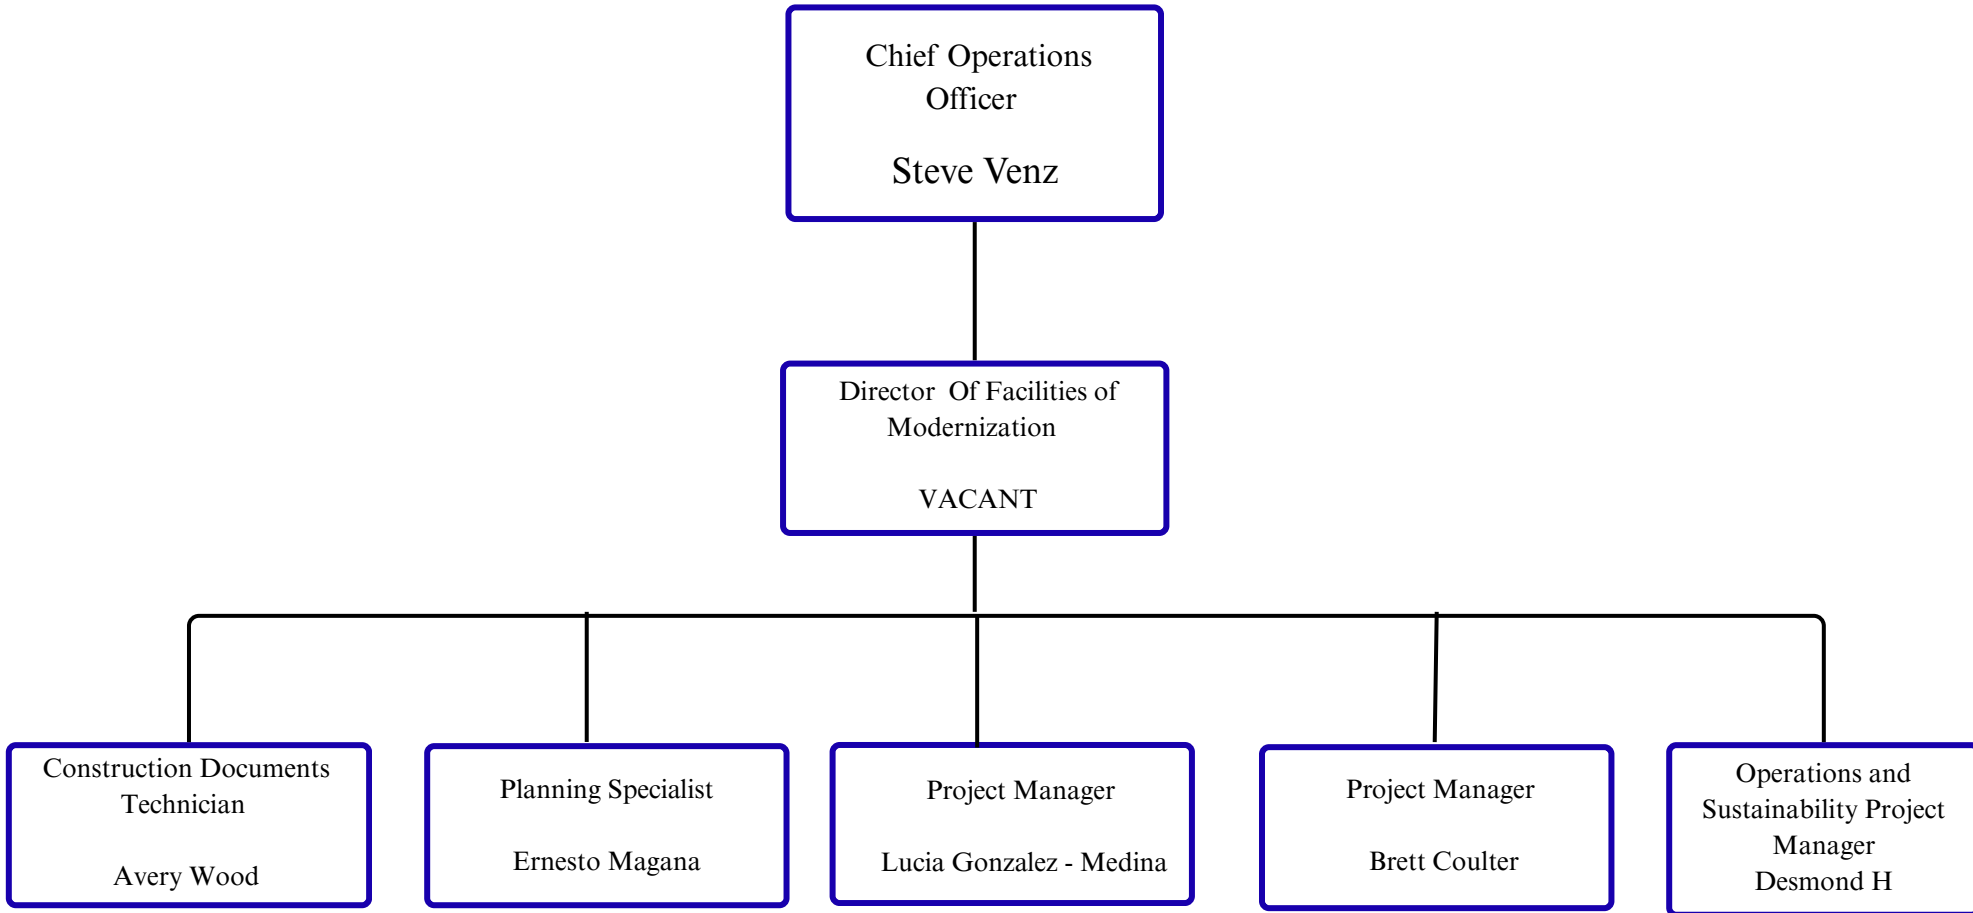 Chief Operations
Officer
Steve Venz
Director Of Facilities of
Modernization
VACANT
Construction Documents
Technician
Avery Wood
Planning Specialist
Ernesto Magana
Project Manager
Lucia Gonzalez - Medina
Project Manager
Brett Coulter
Operations and
Sustainability Project
Manager
Desmond H